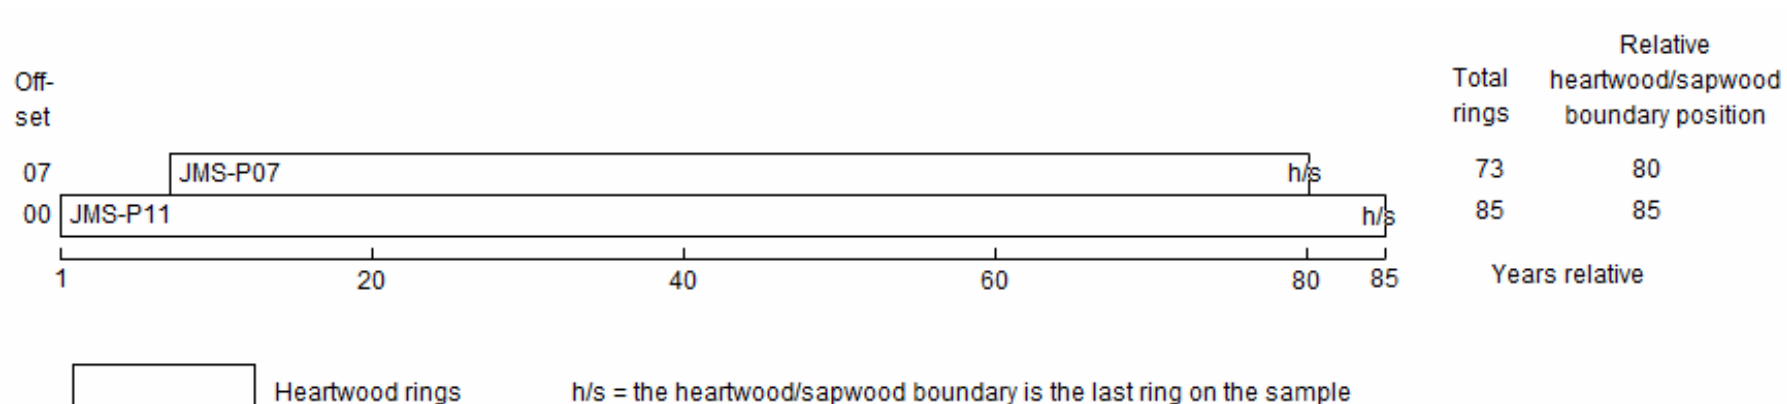 Relative
Off- Total heartwood/sapwood
set rings boundary position
07 JMS-P07 h/s 73 80
00 JMS-P11 h/s 85 85
1 20 40 60 80 85 Years relative
Heartwood rings h/s = the heartwood/sapwood boundary is the last ring on the sample